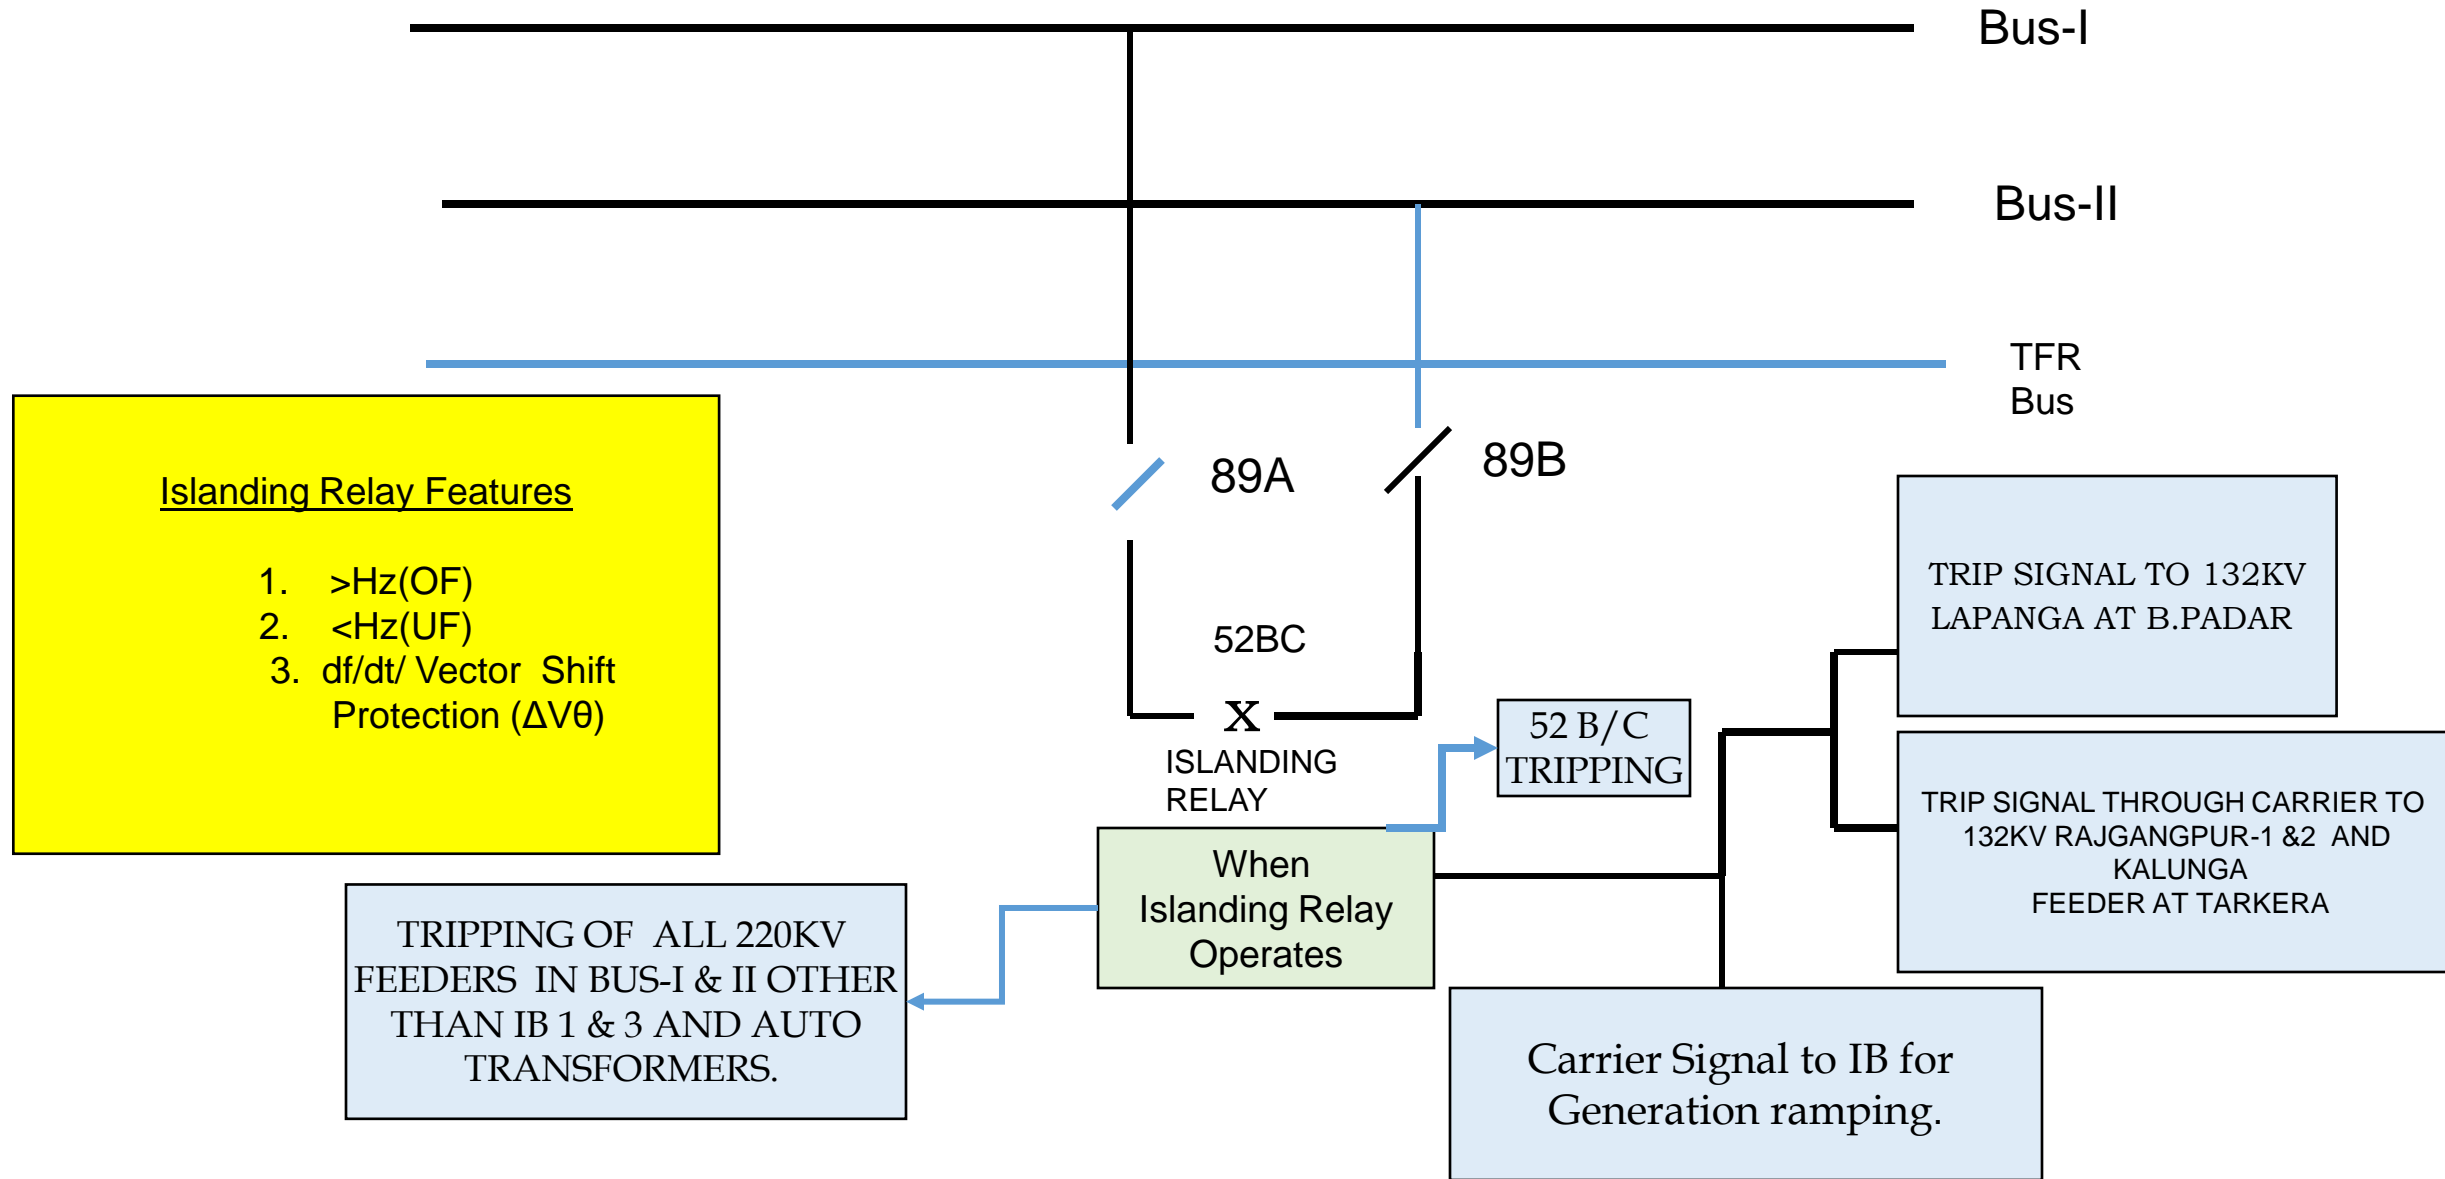 Bus-I
Bus-II
TFR
Bus
Islanding Relay Features
1. >Hz(OF)
2. <Hz(UF)
3. df/dt/ Vector Shift
Protection (ΔVθ)
89A
89B
52BC
X
ISLANDING
RELAY
52 B/C
TRIPPING
When
Islanding Relay
Operates
TRIP SIGNAL TO 132KV
LAPANGA AT B.PADAR
TRIP SIGNAL THROUGH CARRIER TO
132KV RAJGANGPUR-1 &2 AND
KALUNGA
FEEDER AT TARKERA
TRIPPING OF ALL 220KV
FEEDERS IN BUS-I & II OTHER
THAN IB 1 & 3 AND AUTO
TRANSFORMERS.
Carrier Signal to IB for
Generation ramping.